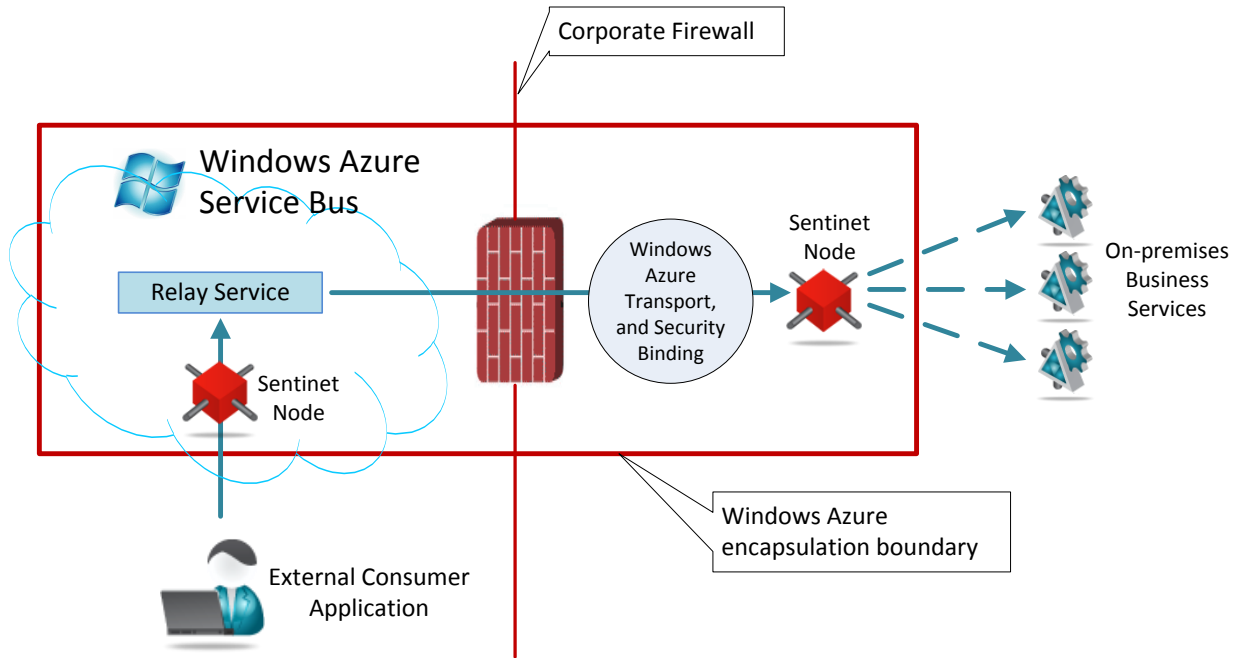 Corporate Firewall
Windows Azure
Service Bus
Relay Service
Sentinet
Node
Windows
Azure
Transport,
and Security
Binding
Sentinet
Node
On-premises
Business
Services
Windows Azure
encapsulation boundary
External Consumer
Application